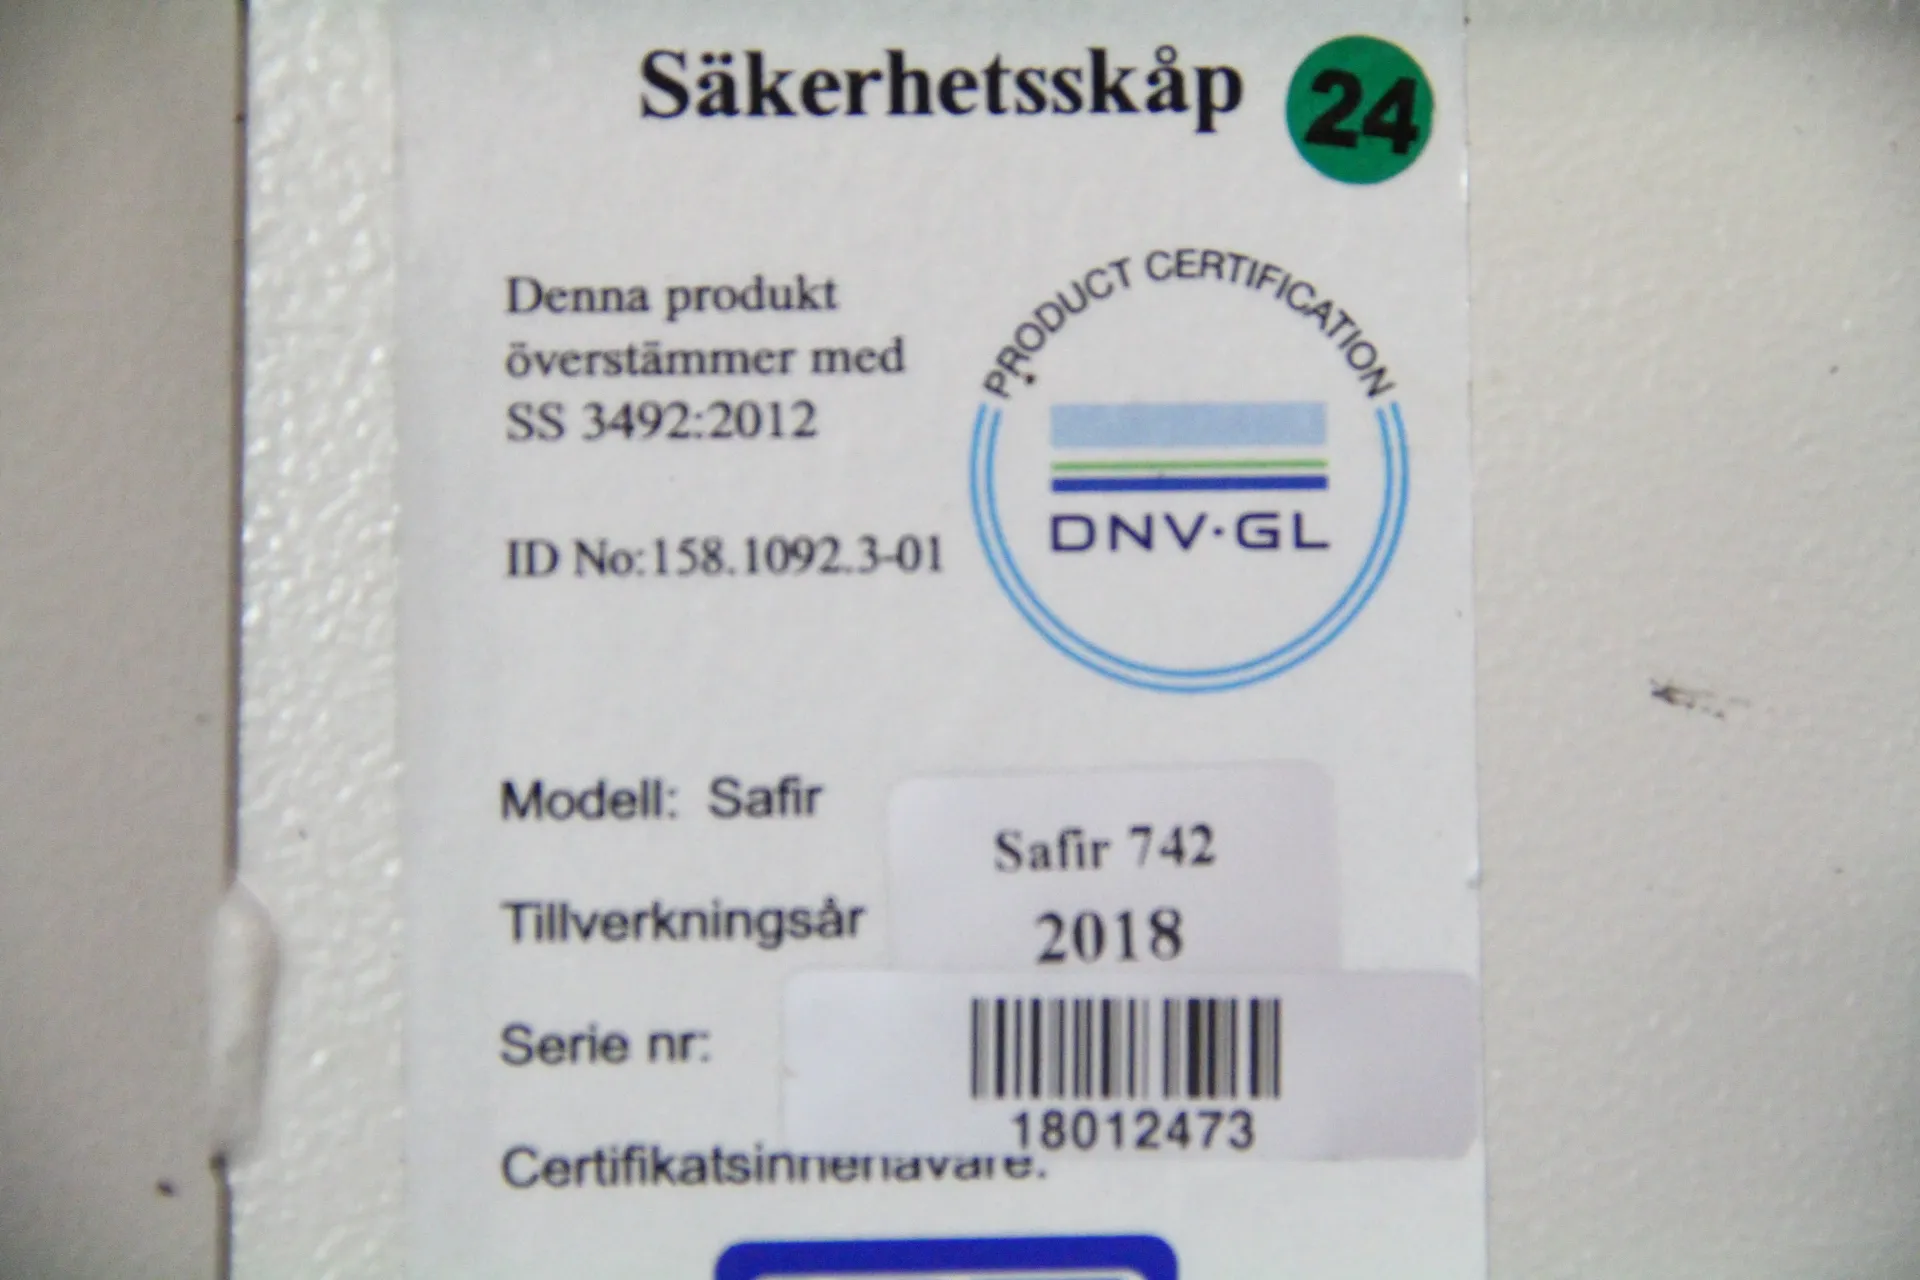 Säkerhetsskåp
24
Denna produkt
överstämmer med
SS 3492:2012
ID No:158.1092.3-01
PRODUCT CERTIFICATION
DNV·GL
Modell: Safir
Safir 742
Tillverkningsår
2018
Serie nr:
18012473
Certifikatsinnehavare: